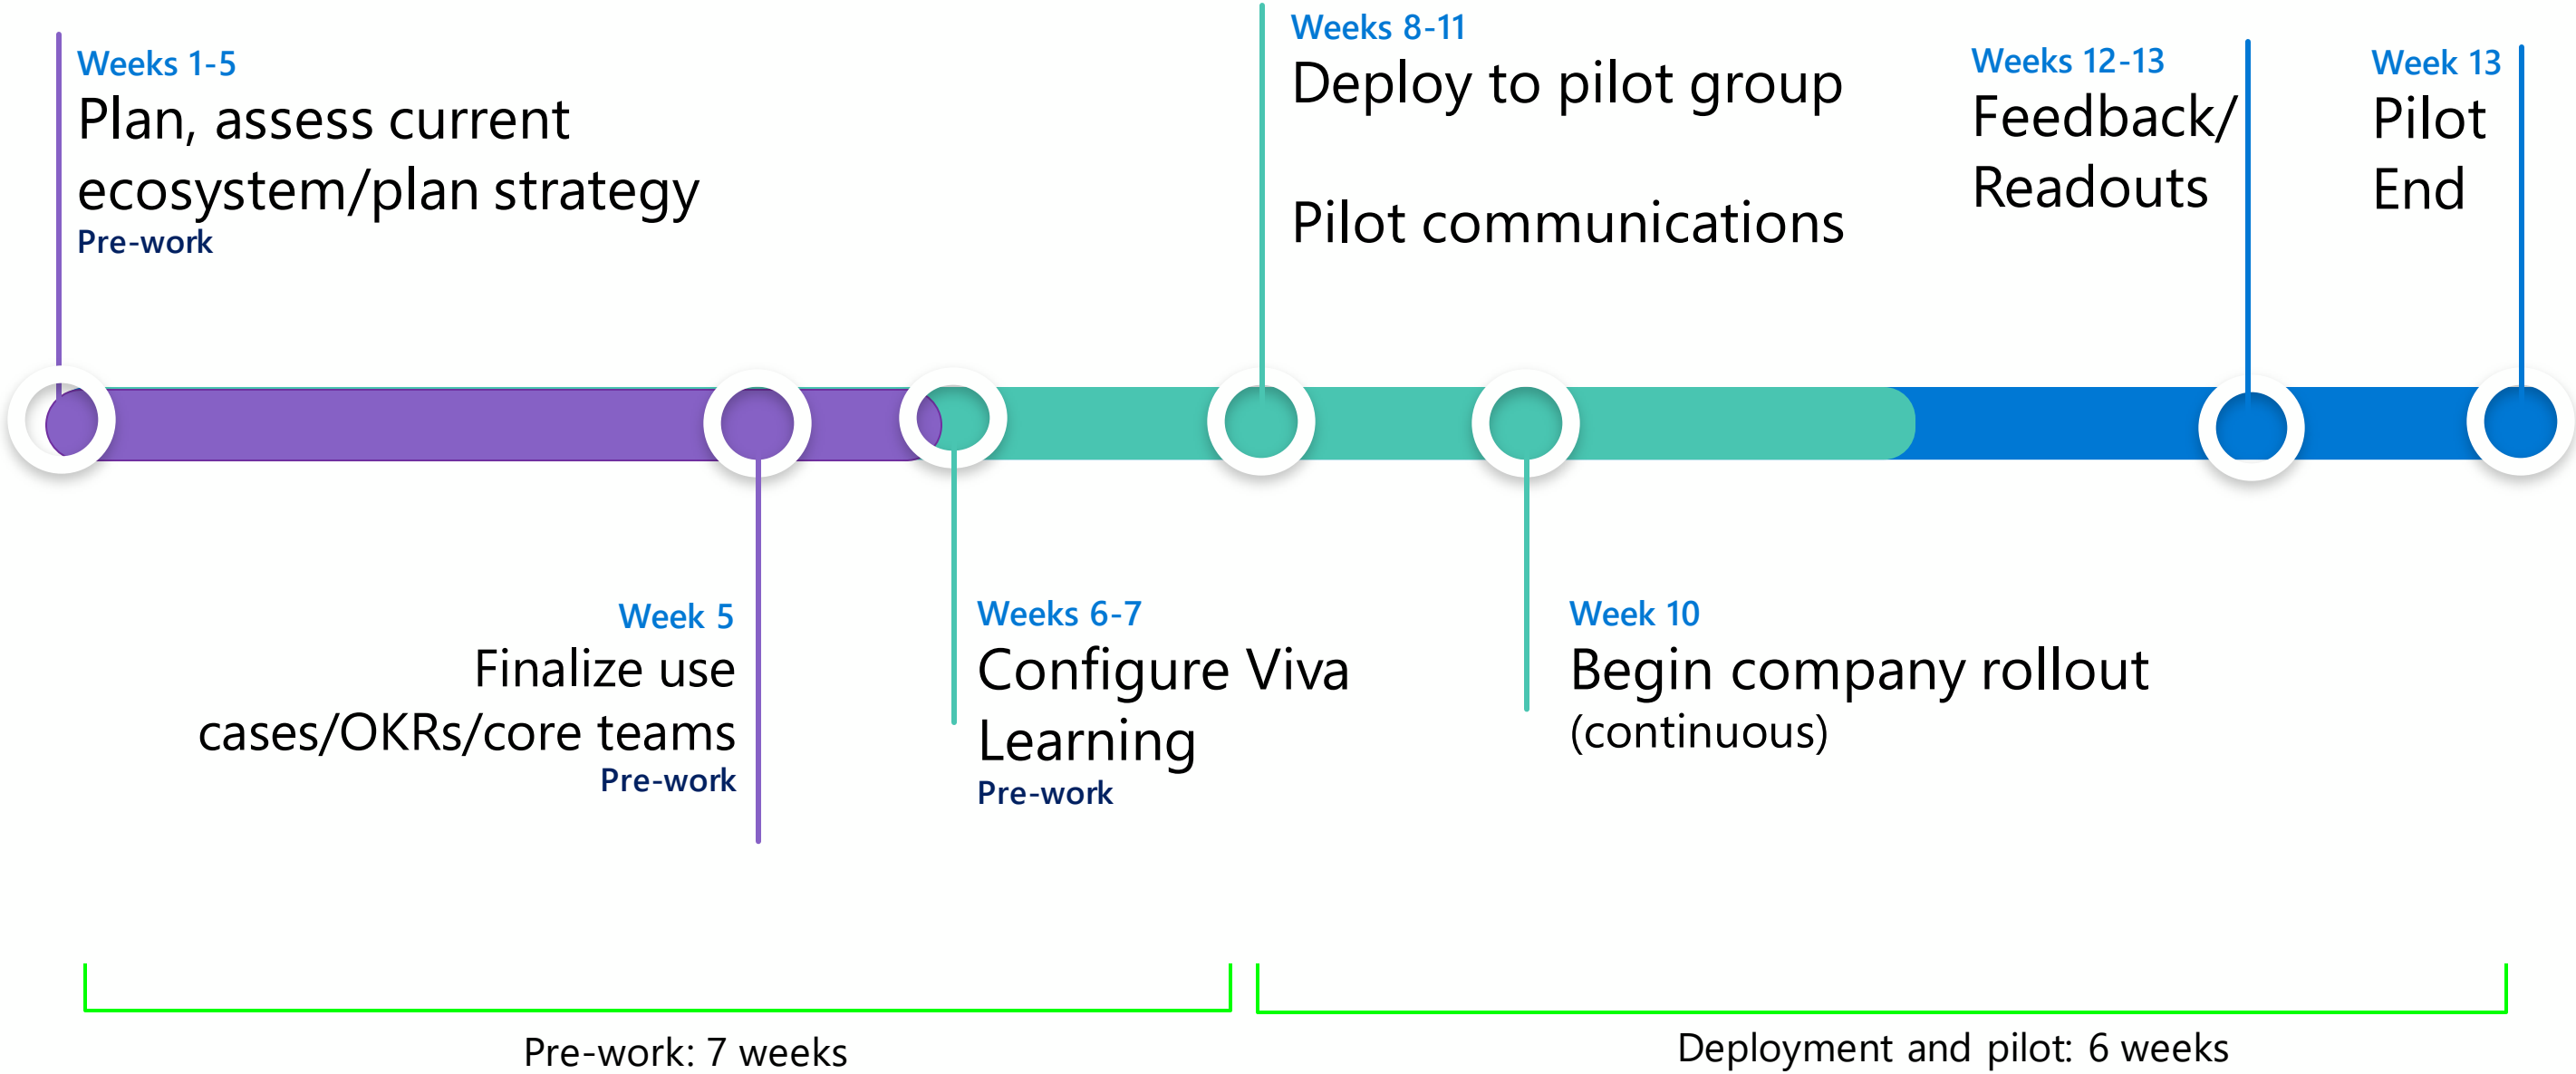 Weeks 1-5
Plan, assess current
ecosystem/plan strategy
Pre-work
Weeks 8-11
Deploy to pilot group
Pilot communications
Weeks 12-13
Feedback/
Readouts
Week 13
Pilot
End
Week 5
Finalize use
cases/OKRs/core teams
Pre-work
Weeks 6-7
Configure Viva
Learning
Pre-work
Week 10
Begin company rollout
(continuous)
Pre-work: 7 weeks
Deployment and pilot: 6 weeks